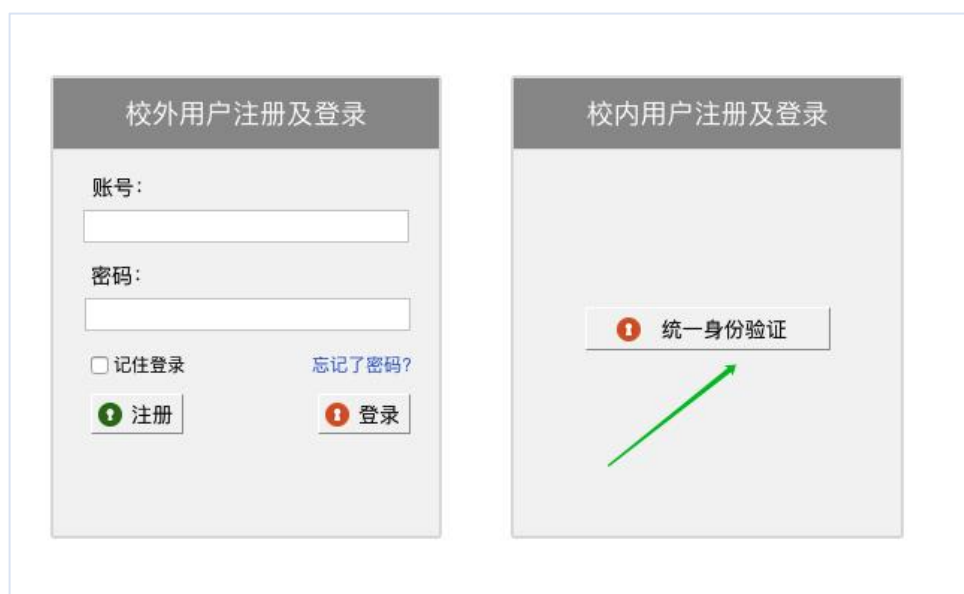 校外用户注册及登录
账号：
密码：
记住登录
忘记了密码?
注册
登录
校内用户注册及登录
统一身份验证